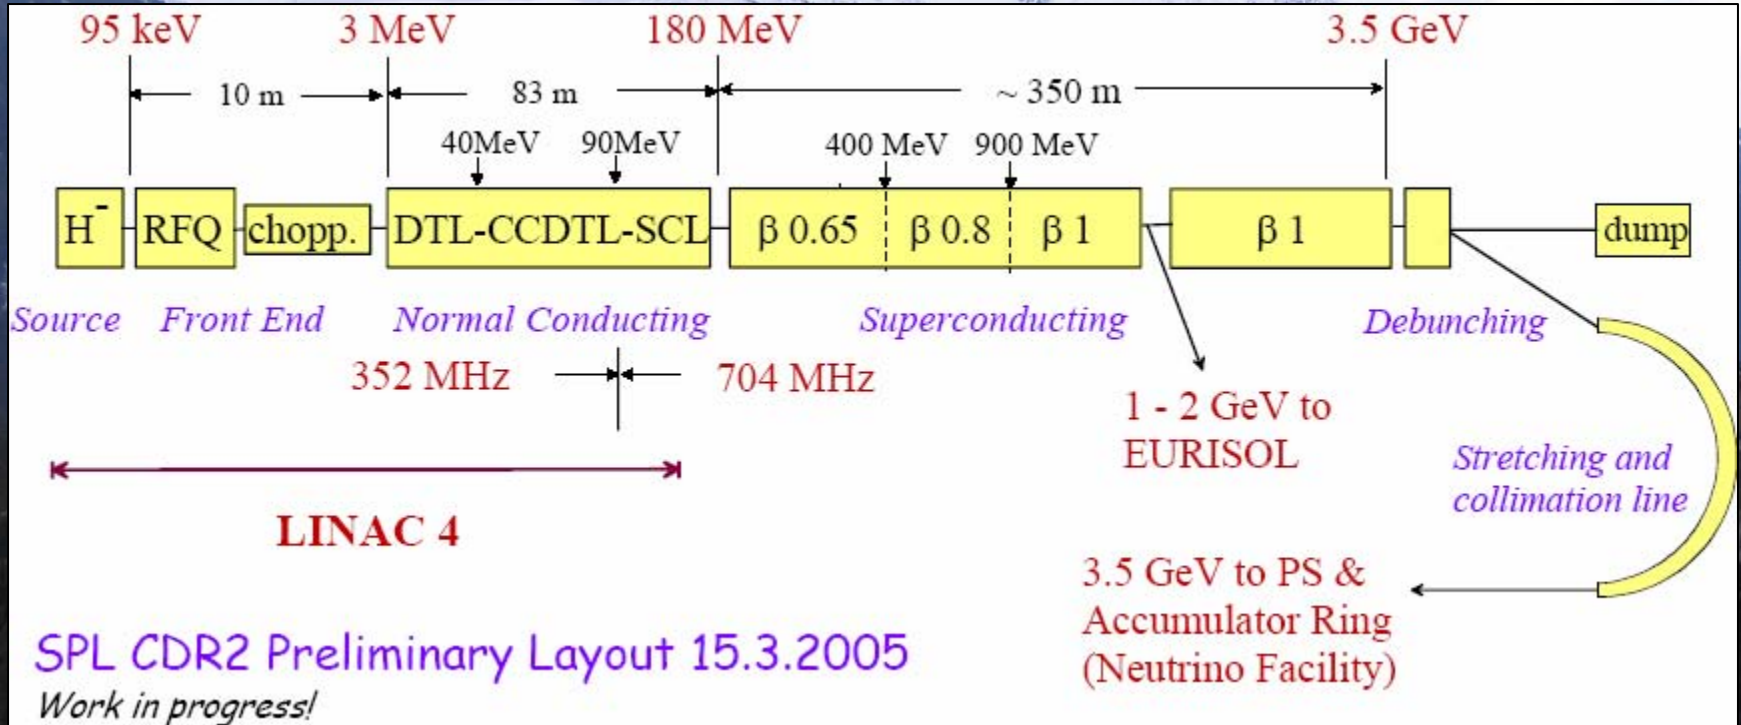 95 keV 3 MeV 180 MeV 3.5 GeV
10 m 83 m ~ 350 m
40MeV 90MeV 400 MeV 900 MeV
H- RFQ chopp. DTL-CCDTL-SCL β 0.65 β 0.8 β 1 β 1 dump
Source Front End Normal Conducting Superconducting Debunching
352 MHz 704 MHz
1 - 2 GeV to
EURISOL
Stretching and
collimation line
LINAC 4
3.5 GeV to PS &
Accumulator Ring
(Neutrino Facility)
SPL CDR2 Preliminary Layout 15.3.2005
Work in progress!